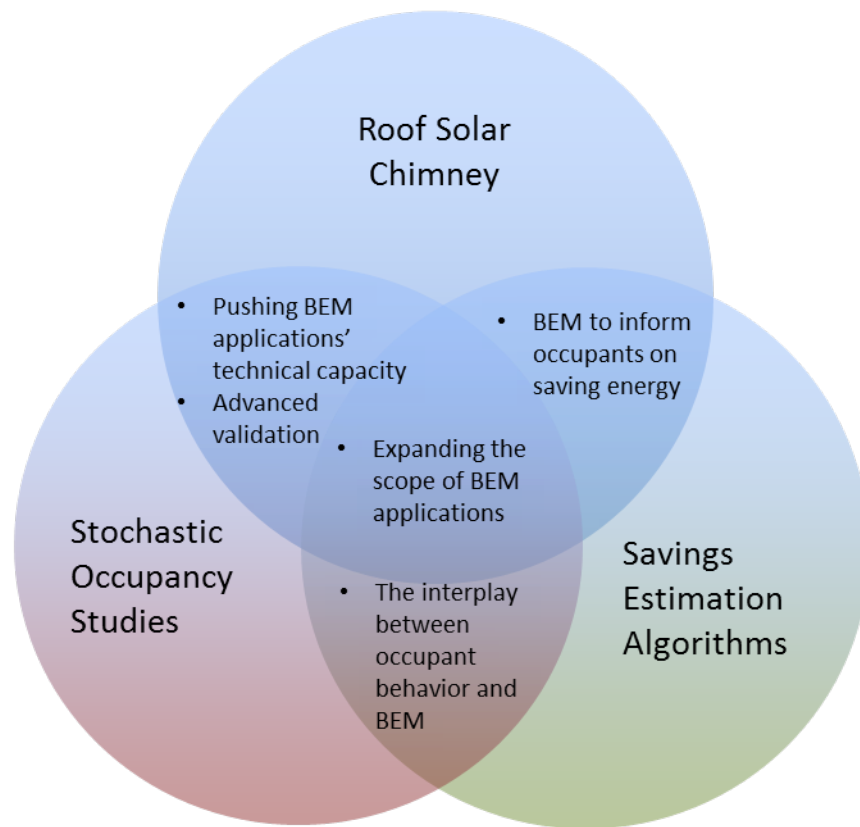 Roof Solar
Chimney
• Pushing BEM
applications’
technical capacity
• Advanced
validation
• BEM to inform
occupants on
saving energy
• Expanding the
scope of BEM
applications
Stochastic
Occupancy
Studies
Savings
Estimation
Algorithms
• The interplay
between
occupant
behavior and
BEM